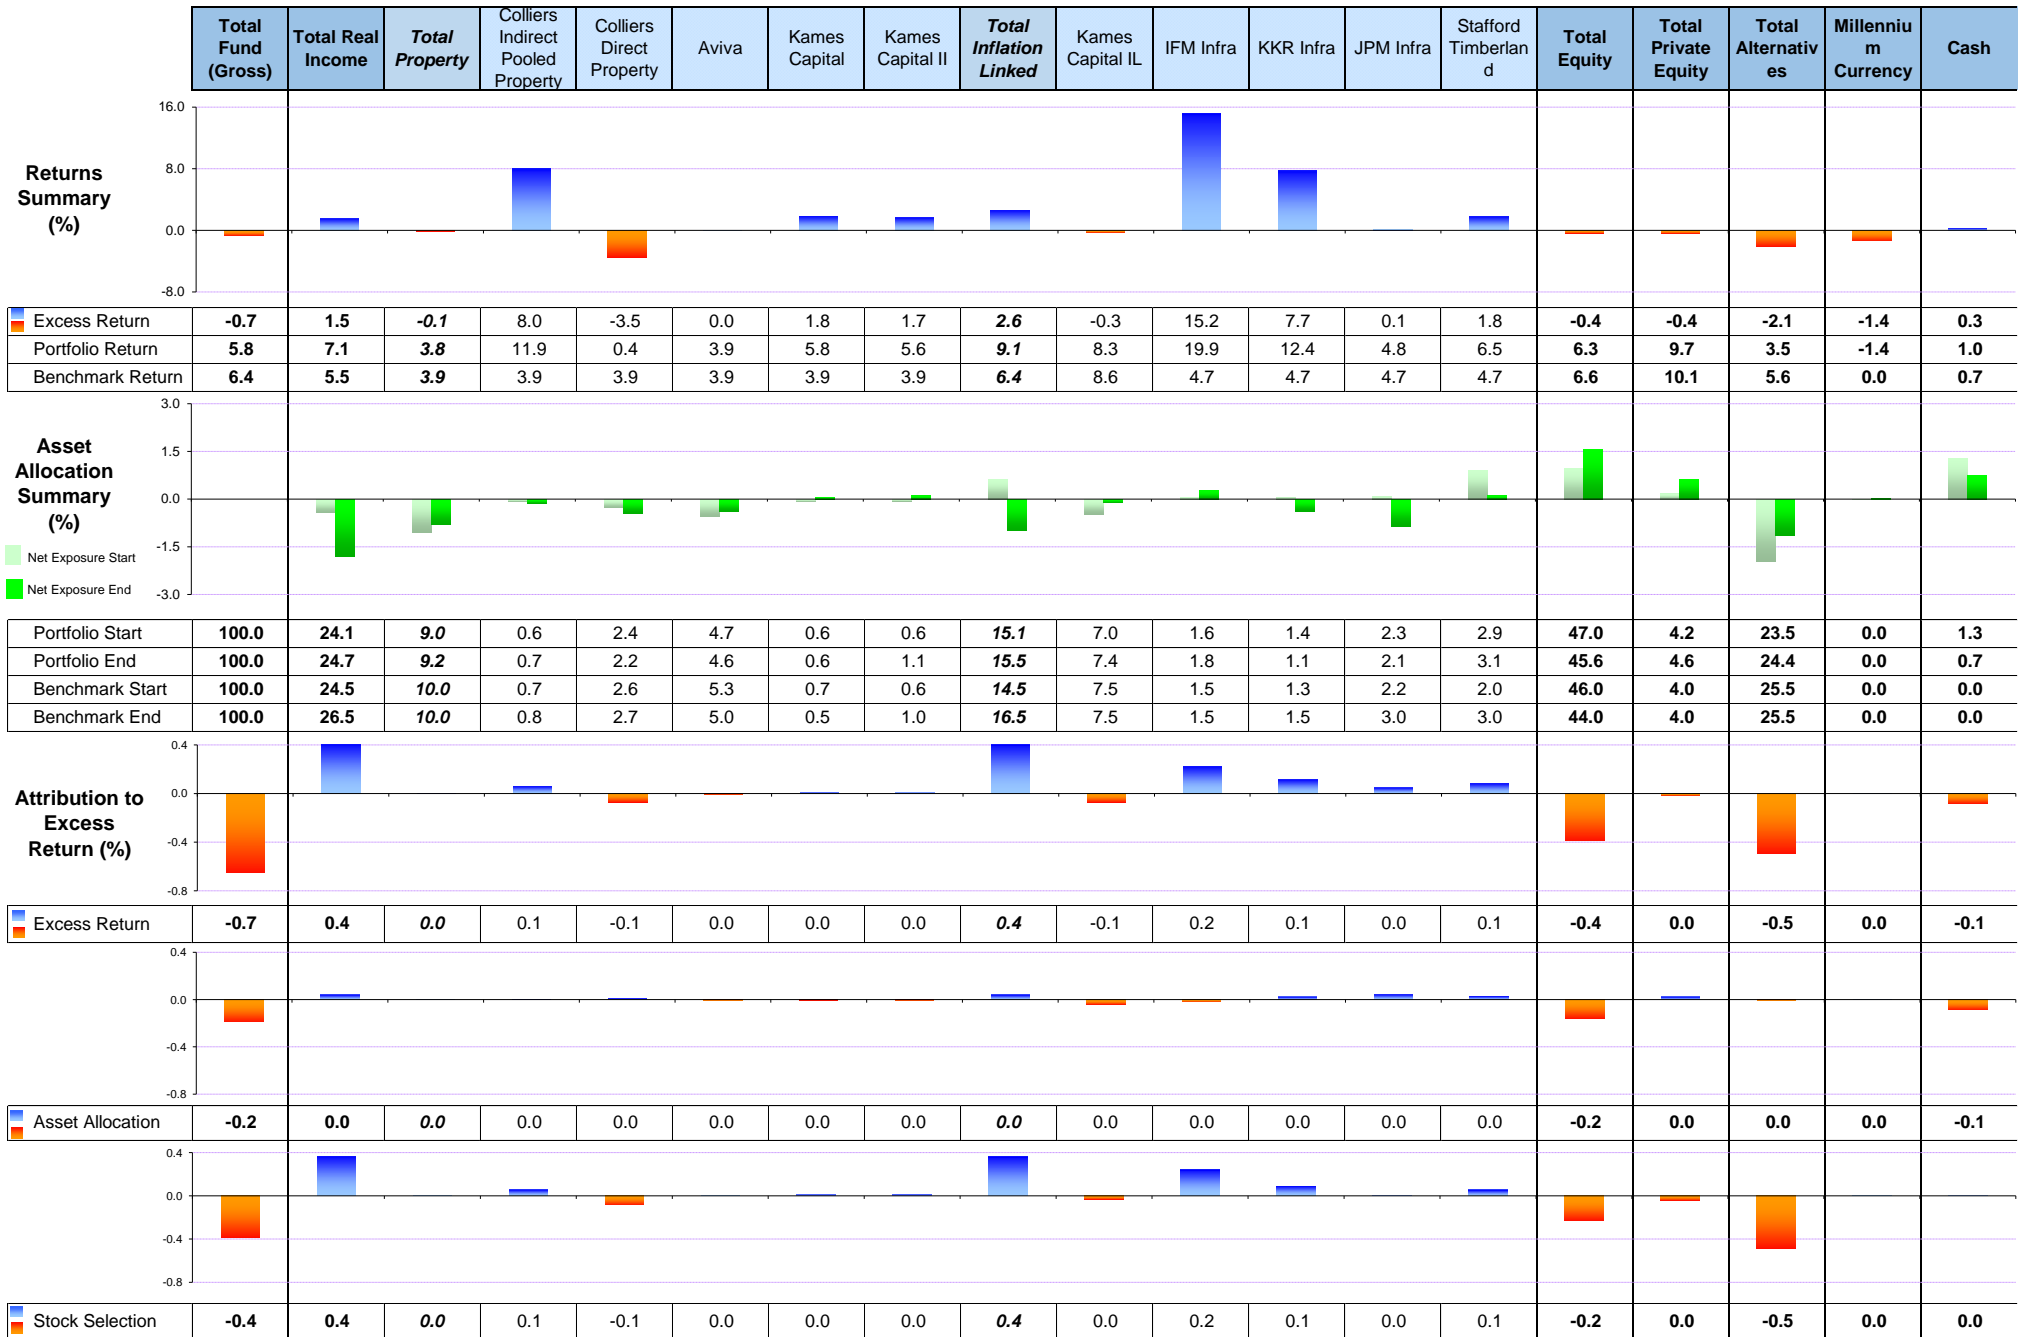 Total Fund (Gross) | Total Real Income | Total Property | Colliers Indirect Pooled Property | Colliers Direct Property | Aviva | Kames Capital | Kames Capital II | Total Inflation Linked | Kames Capital IL | IFM Infra | KKR Infra | JPM Infra | Stafford Timberlan d | Total Equity | Total Private Equity | Total Alternativ es | Millenniu m Currency | Cash
Returns
Summary
(%)
16.0
8.0
0.0
-8.0
Excess Return | -0.7 | 1.5 | -0.1 | 8.0 | -3.5 | 0.0 | 1.8 | 1.7 | 2.6 | -0.3 | 15.2 | 7.7 | 0.1 | 1.8 | -0.4 | -0.4 | -2.1 | -1.4 | 0.3
Portfolio Return | 5.8 | 7.1 | 3.8 | 11.9 | 0.4 | 3.9 | 5.8 | 5.6 | 9.1 | 8.3 | 19.9 | 12.4 | 4.8 | 6.5 | 6.3 | 9.7 | 3.5 | -1.4 | 1.0
Benchmark Return | 6.4 | 5.5 | 3.9 | 3.9 | 3.9 | 3.9 | 3.9 | 3.9 | 6.4 | 8.6 | 4.7 | 4.7 | 4.7 | 4.7 | 6.6 | 10.1 | 5.6 | 0.0 | 0.7
Asset
Allocation
Summary
(%)
Net Exposure Start
Net Exposure End
3.0
1.5
0.0
-1.5
-3.0
Portfolio Start | 100.0 | 24.1 | 9.0 | 0.6 | 2.4 | 4.7 | 0.6 | 0.6 | 15.1 | 7.0 | 1.6 | 1.4 | 2.3 | 2.9 | 47.0 | 4.2 | 23.5 | 0.0 | 1.3
Portfolio End | 100.0 | 24.7 | 9.2 | 0.7 | 2.2 | 4.6 | 0.6 | 1.1 | 15.5 | 7.4 | 1.8 | 1.1 | 2.1 | 3.1 | 45.6 | 4.6 | 24.4 | 0.0 | 0.7
Benchmark Start | 100.0 | 24.5 | 10.0 | 0.7 | 2.6 | 5.3 | 0.7 | 0.6 | 14.5 | 7.5 | 1.5 | 1.3 | 2.2 | 2.0 | 46.0 | 4.0 | 25.5 | 0.0 | 0.0
Benchmark End | 100.0 | 26.5 | 10.0 | 0.8 | 2.7 | 5.0 | 0.5 | 1.0 | 16.5 | 7.5 | 1.5 | 1.5 | 3.0 | 3.0 | 44.0 | 4.0 | 25.5 | 0.0 | 0.0
Attribution to
Excess
Return (%)
0.4
0.0
-0.4
-0.8
Excess Return | -0.7 | 0.4 | 0.0 | 0.1 | -0.1 | 0.0 | 0.0 | 0.0 | 0.4 | -0.1 | 0.2 | 0.1 | 0.0 | 0.1 | -0.4 | 0.0 | -0.5 | 0.0 | -0.1
0.4
0.0
-0.4
-0.8
Asset Allocation | -0.2 | 0.0 | 0.0 | 0.0 | 0.0 | 0.0 | 0.0 | 0.0 | 0.0 | 0.0 | 0.0 | 0.0 | 0.0 | 0.0 | -0.2 | 0.0 | 0.0 | 0.0 | -0.1
0.4
0.0
-0.4
-0.8
Stock Selection | -0.4 | 0.4 | 0.0 | 0.1 | -0.1 | 0.0 | 0.0 | 0.0 | 0.4 | 0.0 | 0.2 | 0.1 | 0.0 | 0.1 | -0.2 | 0.0 | -0.5 | 0.0 | 0.0